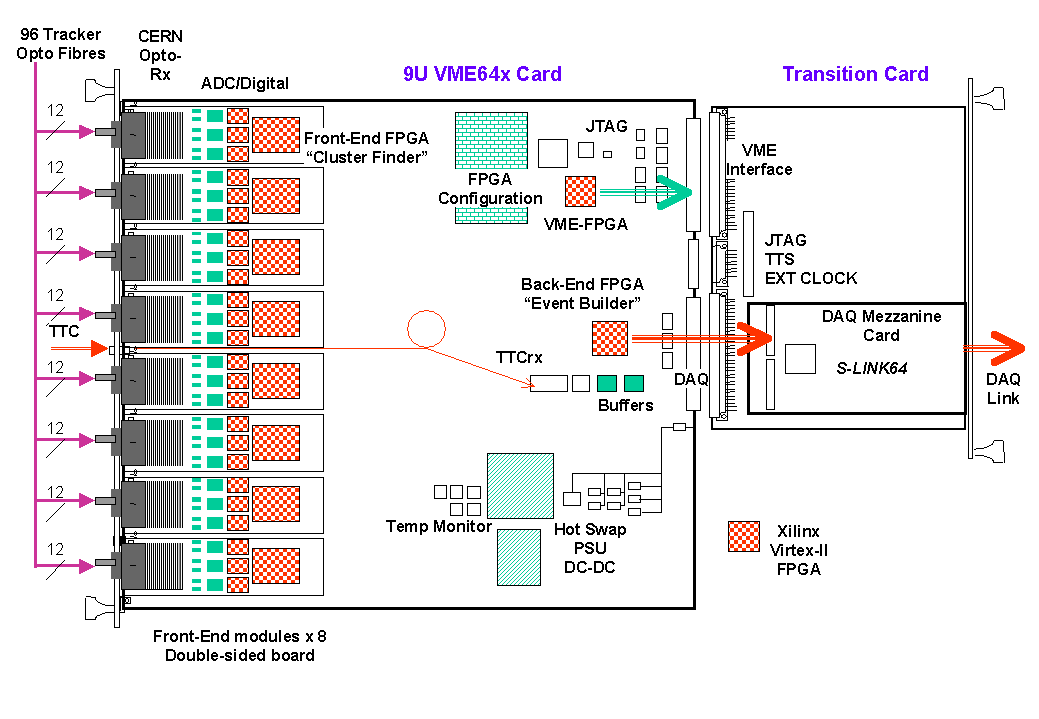 96 Tracker
Opto Fibres
CERN
Opto-
Rx
ADC/Digital
9U VME64x Card
Transition Card
12
12
12
12
12
12
12
12
TTC
Front-End FPGA
“Cluster Finder”
FPGA
Configuration
JTAG
VME-FPGA
VME
Interface
JTAG
TTS
EXT CLOCK
Back-End FPGA
“Event Builder”
TTCrx
Buffers
DAQ
DAQ Mezzanine
Card
S-LINK64
DAQ
Link
Temp Monitor
Hot Swap
PSU
DC-DC
Xilinx
Virtex-II
FPGA
Front-End modules x 8
Double-sided board